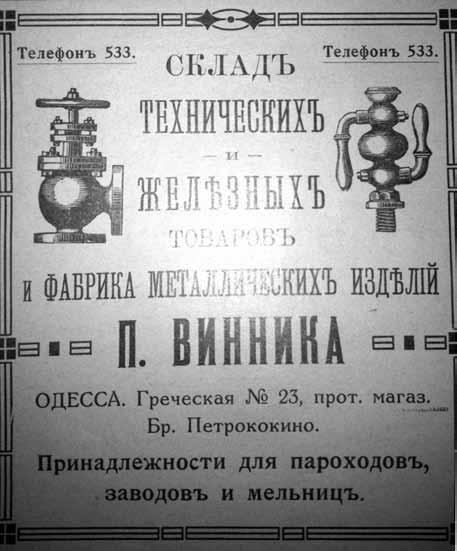 Телефонъ 533.
Телефонъ 533.
СКЛАДЪ
ТЕХНИЧЕСКИХЪ
— и —
ЖЕЛѢЗНЫХЪ
ТОВАРОВЪ
И ФАБРИКА МЕТАЛЛИЧЕСКИХЪ ИЗДѢЛІЙ
П. ВИННИКА
ОДЕССА. Греческая № 23, прот. магаз.
Бр. Петрококино.
Принадлежности для пароходовъ,
заводовъ и мельницъ.